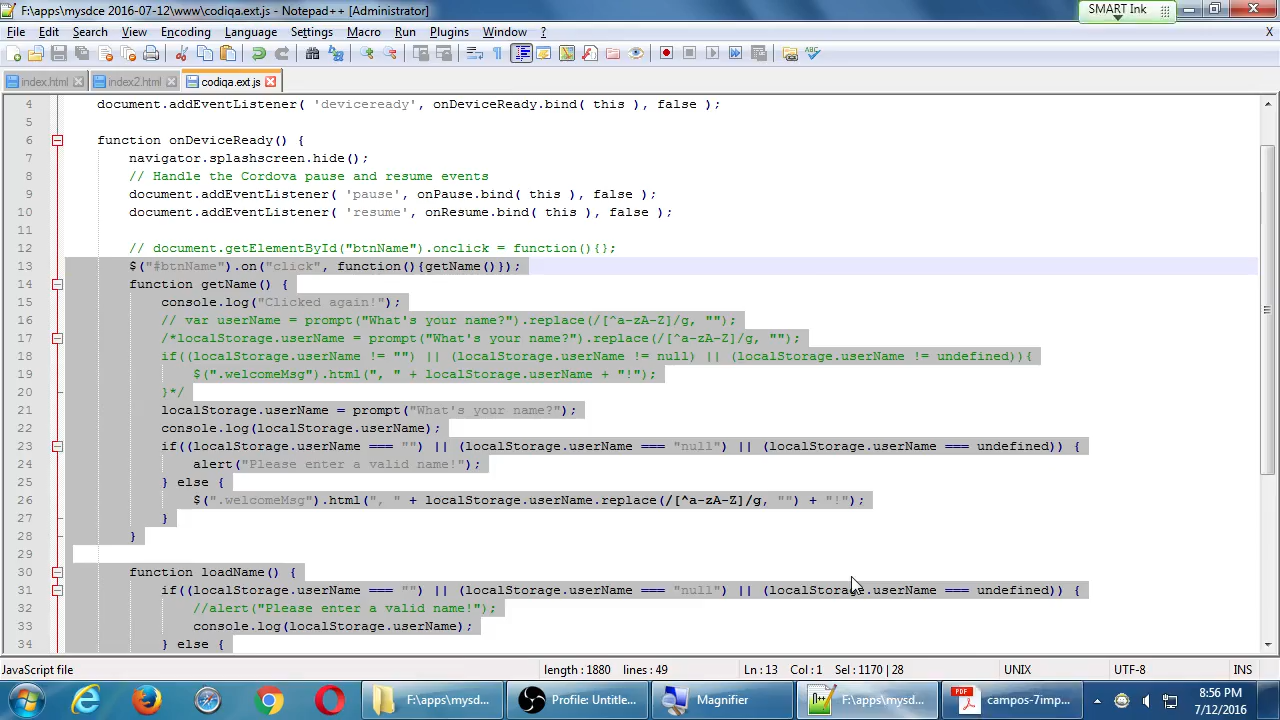 F:\apps\mysdce 2016-07-12\www\codiqa.ext.js - Notepad++ [Administrator]
SMART Ink
File Edit Search View Encoding Language Settings Macro Run Plugins Window ? X
index.html index2.html codiqa.ext.js
4 document.addEventListener( 'deviceready', onDeviceReady.bind( this ), false );
5
6 function onDeviceReady() {
7 navigator.splashscreen.hide();
8 // Handle the Cordova pause and resume events
9 document.addEventListener( 'pause', onPause.bind( this ), false );
10 document.addEventListener( 'resume', onResume.bind( this ), false );
11
12 // document.getElementById("btnName").onclick = function(){};
13 $("#btnName").on("click", function(){getName()});
14 function getName() {
15 console.log("Clicked again!");
16 // var userName = prompt("What's your name?").replace(/[^a-zA-Z]/g, "");
17 /*localStorage.userName = prompt("What's your name?").replace(/[^a-zA-Z]/g, "");
18 if((localStorage.userName != "") || (localStorage.userName != null) || (localStorage.userName != undefined)){
19 $(".welcomeMsg").html(", " + localStorage.userName + "!");
20 }*/
21 localStorage.userName = prompt("What's your name?");
22 console.log(localStorage.userName);
23 if((localStorage.userName === "") || (localStorage.userName === "null") || (localStorage.userName === undefined)) {
24 alert("Please enter a valid name!");
25 } else {
26 $(".welcomeMsg").html(", " + localStorage.userName.replace(/[^a-zA-Z]/g, "") + "!");
27 }
28 }
29
30 function loadName() {
31 if((localStorage.userName === "") || (localStorage.userName === "null") || (localStorage.userName === undefined)) {
32 //alert("Please enter a valid name!");
33 console.log(localStorage.userName);
34 } else {
JavaScript file length : 1880 lines : 49 Ln : 13 Col : 1 Sel : 1170 | 28 UNIX UTF-8 INS
F:\apps\mysd... Profile: Untitle... Magnifier F:\apps\mysd... PDF campos-7imp... 8:56 PM
7/12/2016